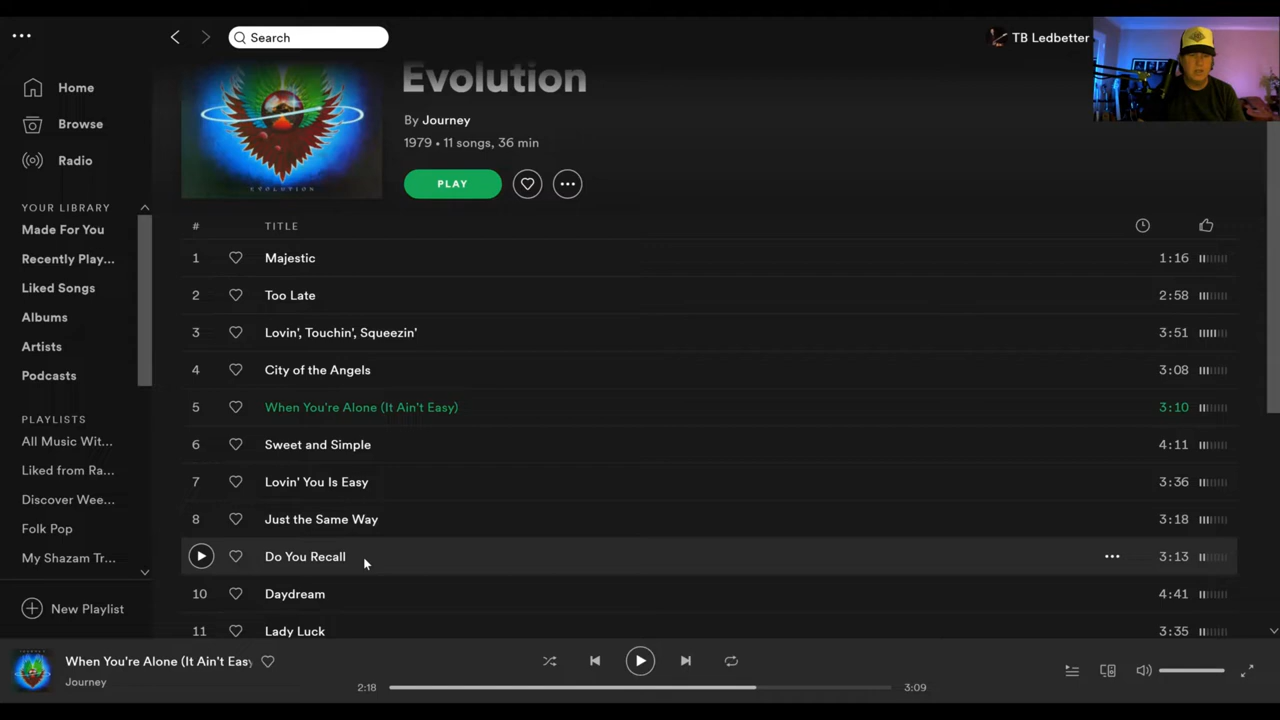 Search
TB Ledbetter
Home
Browse
Radio
YOUR LIBRARY
Made For You
Recently Play...
Liked Songs
Albums
Artists
Podcasts
PLAYLISTS
All Music Wit...
Liked from Ra...
Discover Wee...
Folk Pop
My Shazam Tr...
New Playlist
EVOLUTION
Evolution
By Journey
1979 • 11 songs, 36 min
PLAY
# TITLE
1 Majestic 1:16
2 Too Late 2:58
3 Lovin', Touchin', Squeezin' 3:51
4 City of the Angels 3:08
5 When You're Alone (It Ain't Easy) 3:10
6 Sweet and Simple 4:11
7 Lovin' You Is Easy 3:36
8 Just the Same Way 3:18
Do You Recall 3:13
10 Daydream 4:41
11 Lady Luck 3:35
When You're Alone (It Ain't Easy
Journey
2:18
3:09